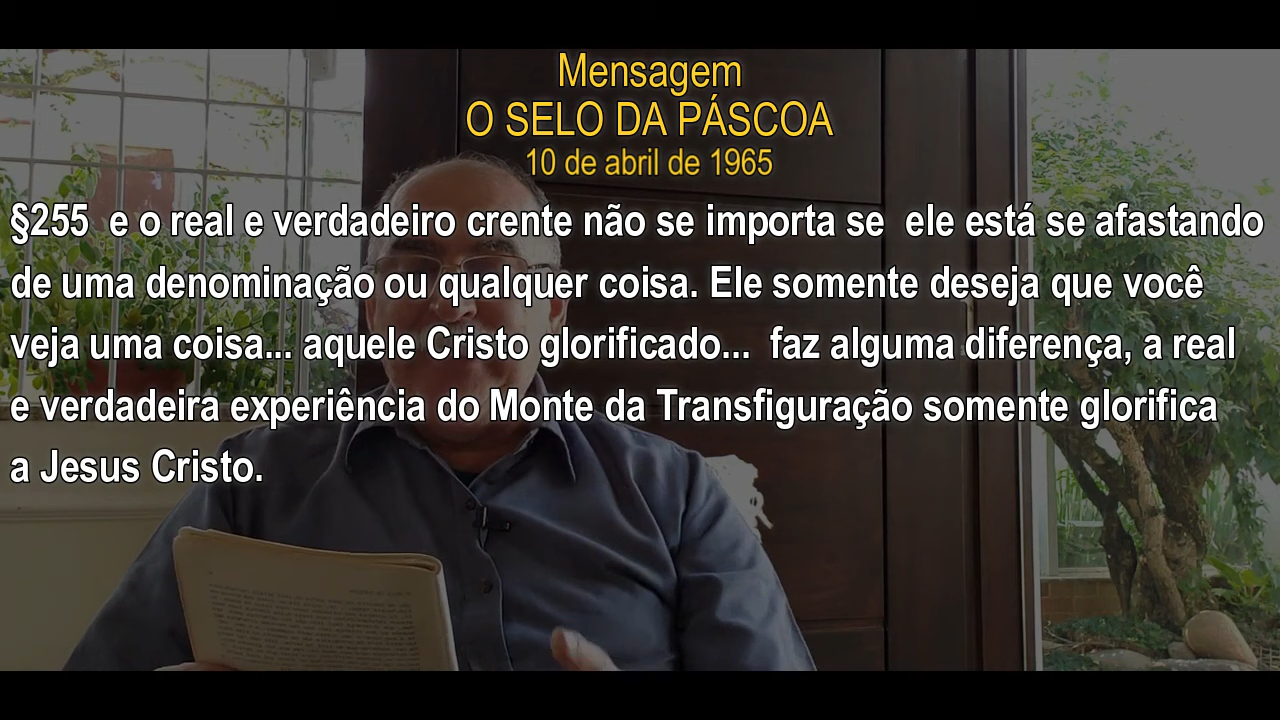 Mensagem
O SELO DA PÁSCOA
10 de abril de 1965
§255 e o real e verdadeiro crente não se importa se ele está se afastando
de uma denominação ou qualquer coisa. Ele somente deseja que você
veja uma coisa... aquele Cristo glorificado... faz alguma diferença, a real
e verdadeira experiência do Monte da Transfiguração somente glorifica
a Jesus Cristo.